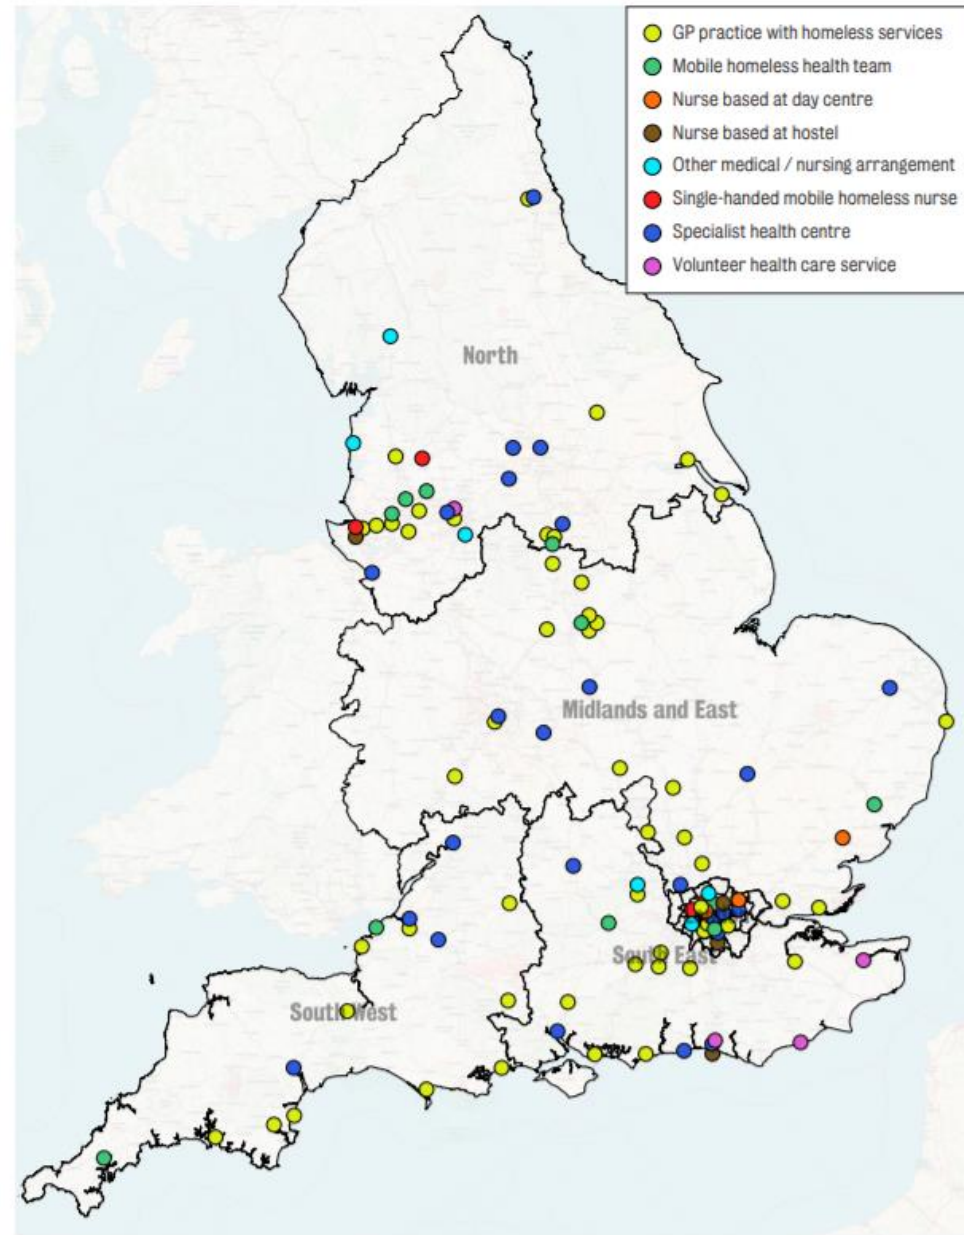 GP practice with homeless services
Mobile homeless health team
Nurse based at day centre
Nurse based at hostel
Other medical / nursing arrangement
Single-handed mobile homeless nurse
Specialist health centre
Volunteer health care service
North
Midlands and East
South East
South West